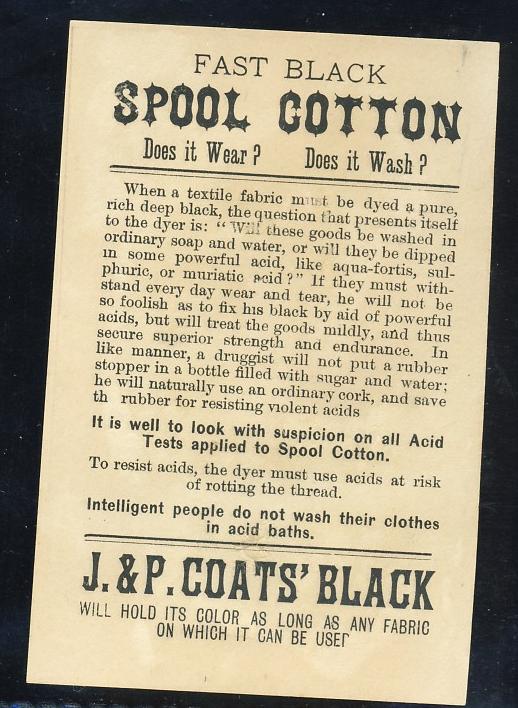 FAST BLACK
SPOOL COTTON
Does it Wear? Does it Wash?
When a textile fabric must be dyed a pure,
rich deep black, the question that presents itself
to the dyer is: "Will these goods be washed in
ordinary soap and water, or will they be dipped
in some powerful acid, like aqua-fortis, sul-
phuric, or muriatic acid?" If they must with-
stand every day wear and tear, he will not be
so foolish as to fix his black by aid of powerful
acids, but will treat the goods mildly, and thus
secure superior strength and endurance. In
like manner, a druggist will not put a rubber
stopper in a bottle filled with sugar and water;
he will naturally use an ordinary cork, and save
th rubber for resisting violent acids
It is well to look with suspicion on all Acid
Tests applied to Spool Cotton.
To resist acids, the dyer must use acids at risk
of rotting the thread.
Intelligent people do not wash their clothes
in acid baths.
J. & P. COATS' BLACK
WILL HOLD ITS COLOR AS LONG AS ANY FABRIC
ON WHICH IT CAN BE USED